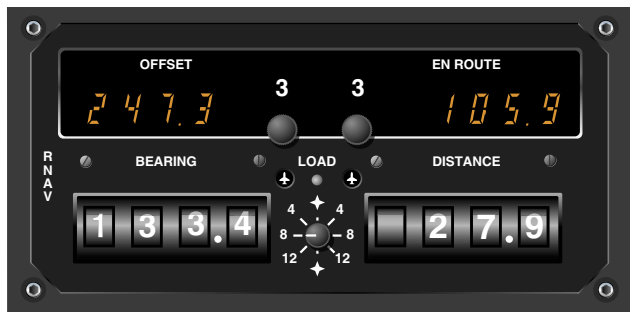 OFFSET EN ROUTE
3 3
247.3 105.9
RNAV
BEARING LOAD DISTANCE
133.4 27.9
4 4
8 8
12 12